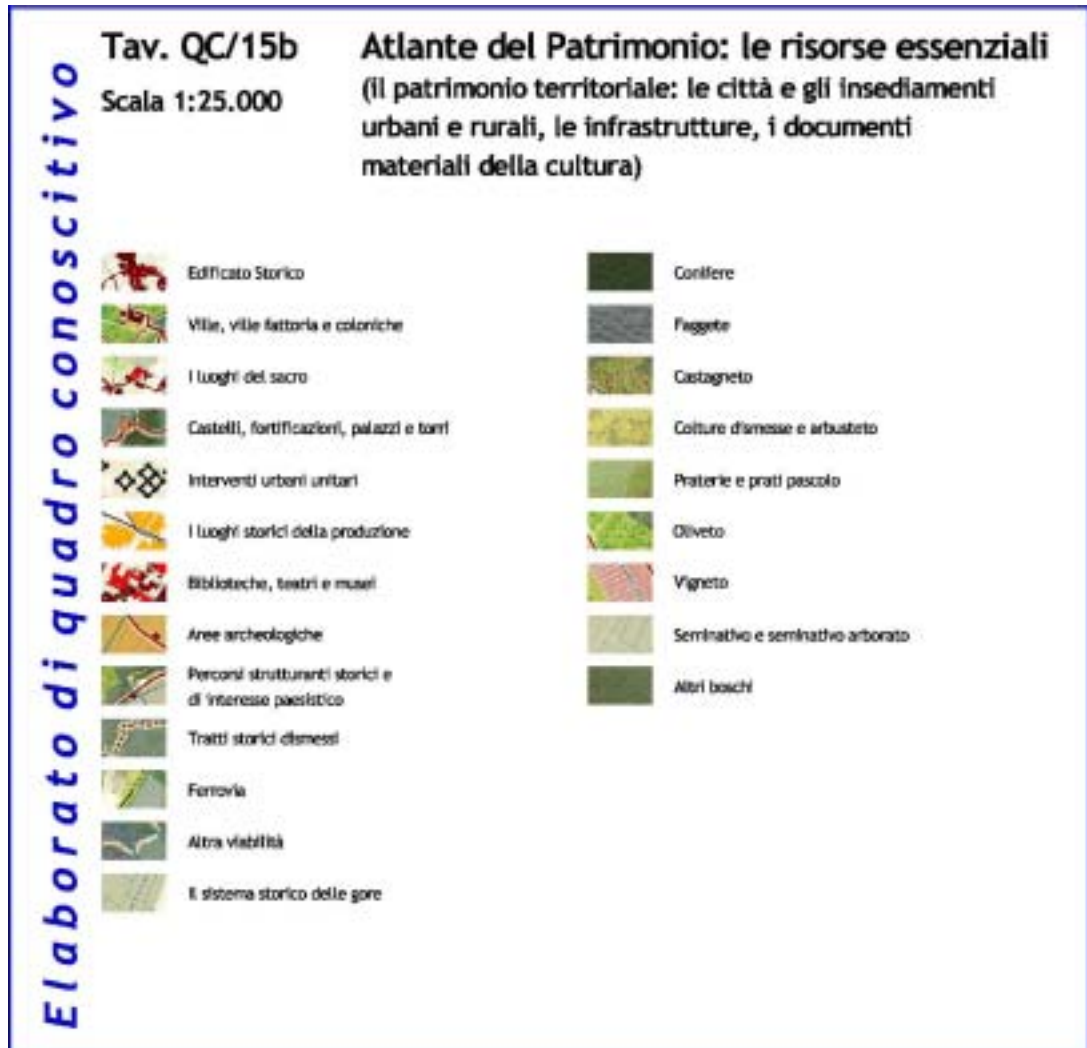 Elaborato di quadro conoscitivo
Tav. QC/15b
Scala 1:25.000
Atlante del Patrimonio: le risorse essenziali
(il patrimonio territoriale: le città e gli insediamenti
urbani e rurali, le infrastrutture, i documenti
materiali della cultura)
Edificato Storico
Ville, ville fattoria e coloniche
I luoghi del sacro
Castelli, fortificazioni, palazzi e torri
Interventi urbani unitari
I luoghi storici della produzione
Biblioteche, teatri e musei
Aree archeologiche
Percorsi strutturanti storici e
di interesse paesistico
Tratti storici dismessi
Ferrovia
Altra viabilità
Il sistema storico delle gore
Conifere
Faggete
Castagneto
Colture dismesse e arbusteto
Praterie e prati pascolo
Oliveto
Vigneto
Seminativo e seminativo arborato
Altri boschi